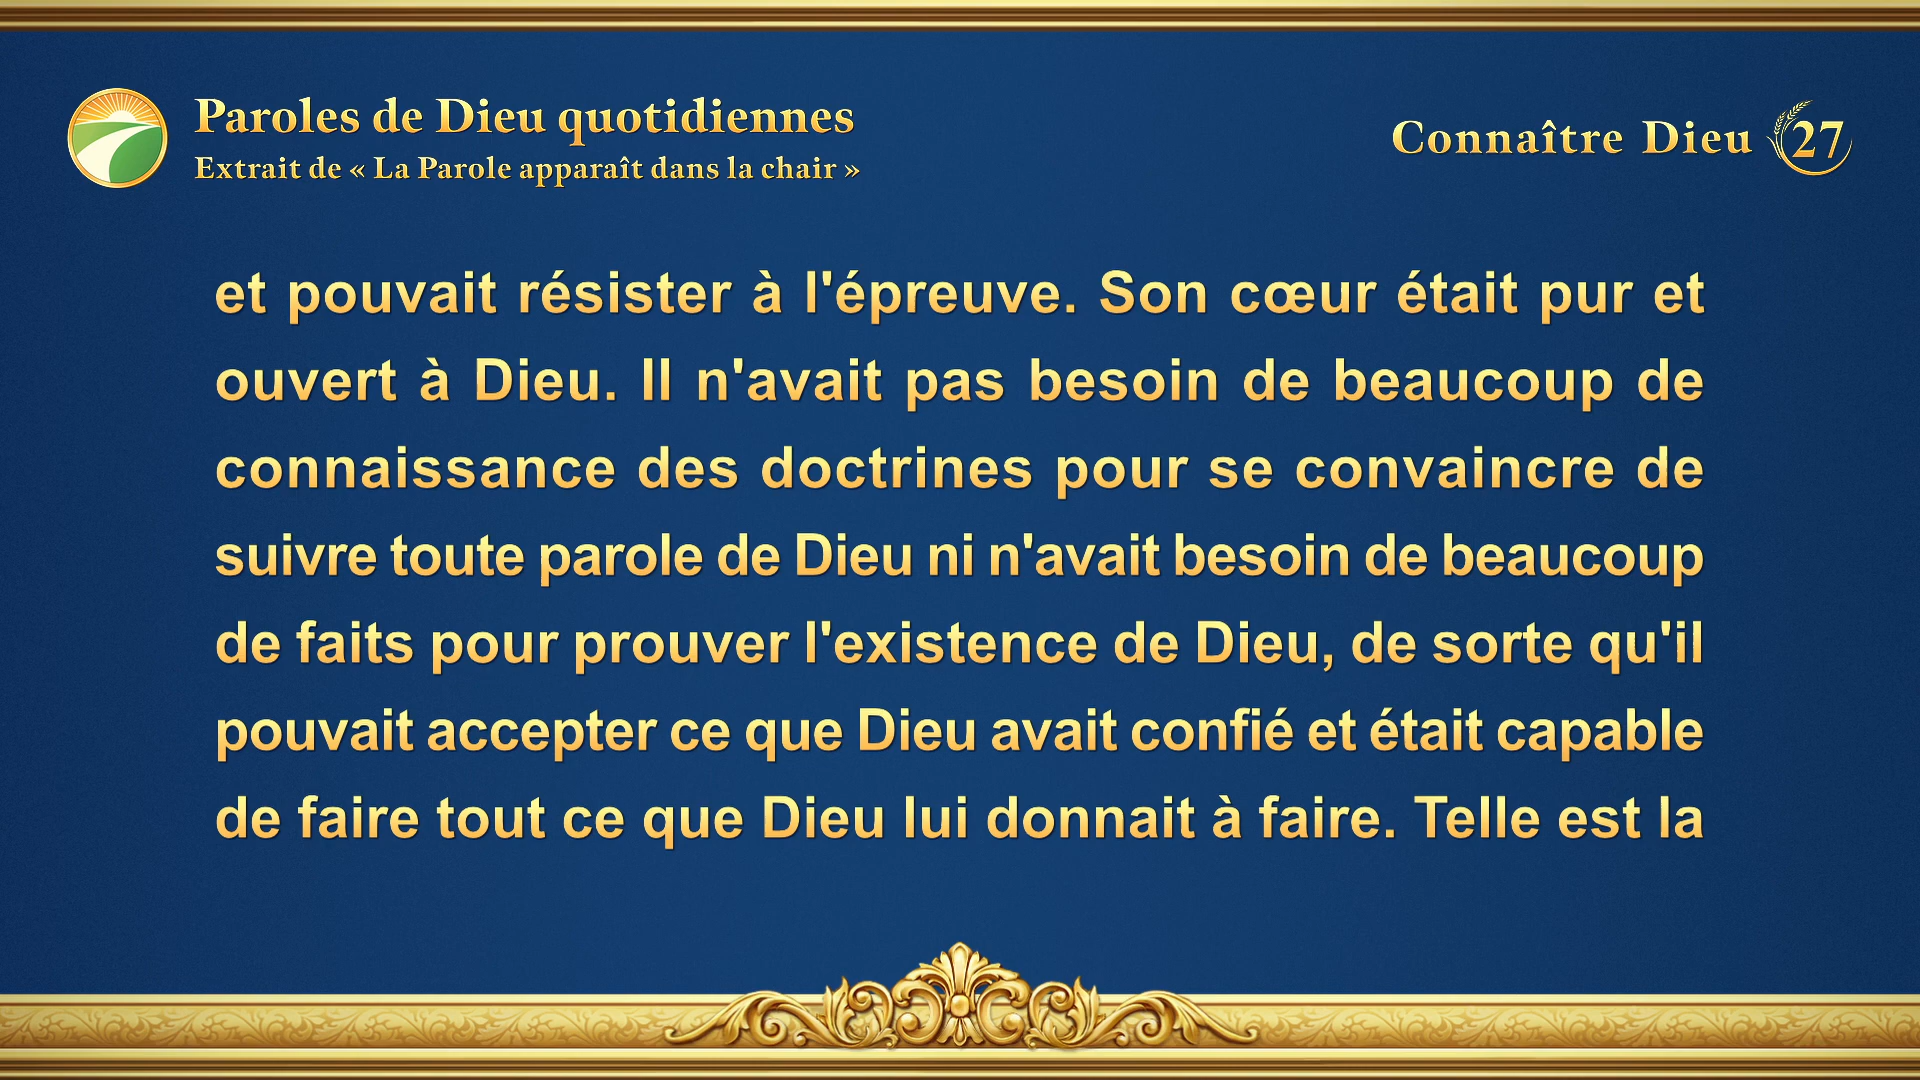 Paroles de Dieu quotidiennes
Extrait de « La Parole apparaît dans la chair »
Connaître Dieu 27
et pouvait résister à l'épreuve. Son cœur était pur et
ouvert à Dieu. Il n'avait pas besoin de beaucoup de
connaissance des doctrines pour se convaincre de
suivre toute parole de Dieu ni n'avait besoin de beaucoup
de faits pour prouver l'existence de Dieu, de sorte qu'il
pouvait accepter ce que Dieu avait confié et était capable
de faire tout ce que Dieu lui donnait à faire. Telle est la